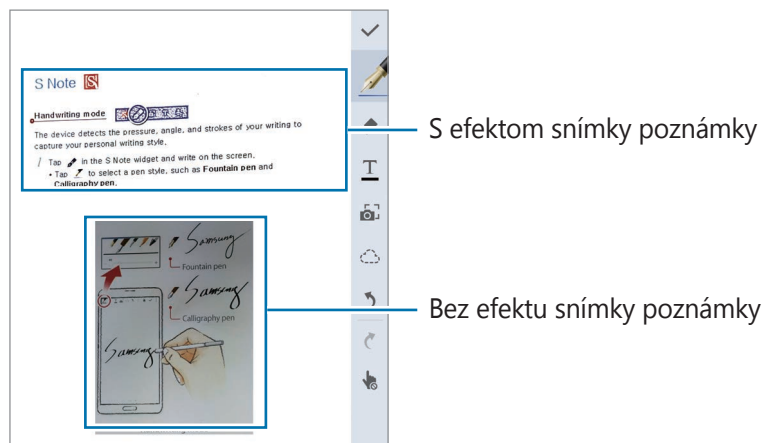 S Note
Handwriting mode
The device detects the pressure, angle, and strokes of your writing to
capture your personal writing style.
Tap in the S Note widget and write on the screen.
• Tap to select a pen style, such as Fountain pen and
Calligraphy pen.
S efektom snímky poznámky
T
Samsung
Fountain pen
Samsung
Calligraphy pen
Samsung
Bez efektu snímky poznámky